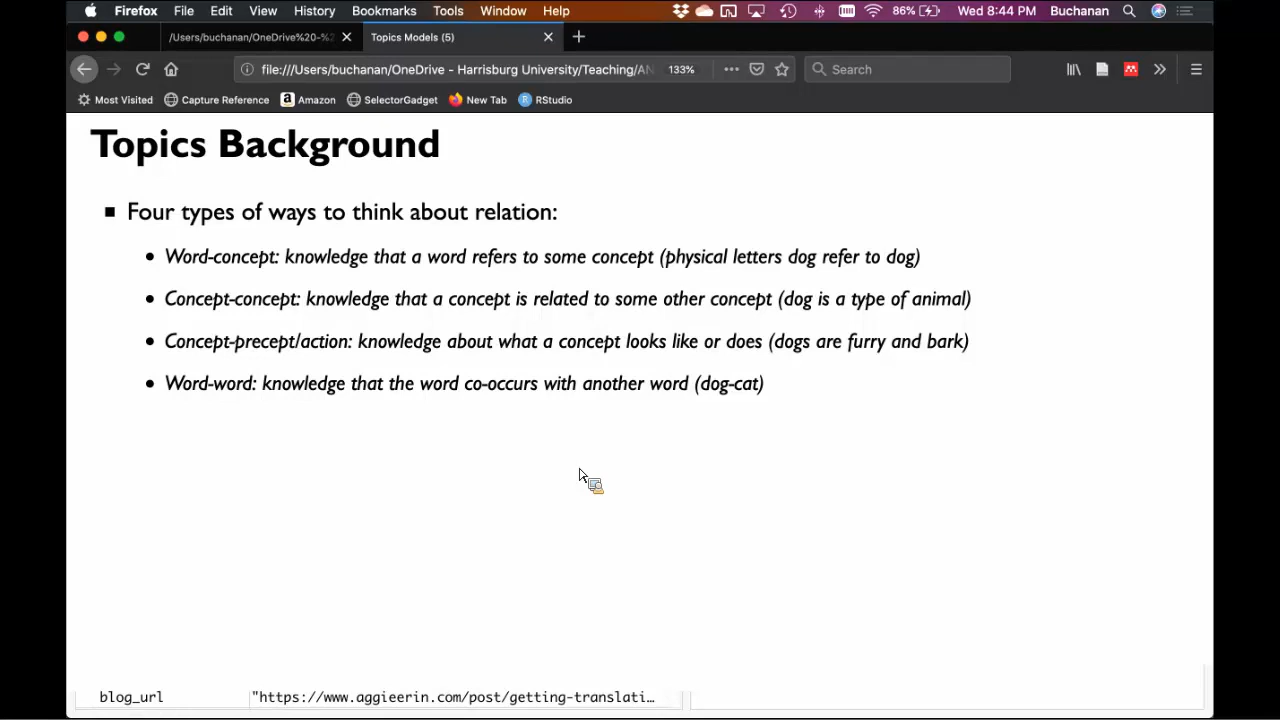 Firefox File Edit View History Bookmarks Tools Window Help 86% Wed 8:44 PM Buchanan
/Users/buchanan/OneDrive%20-%2 Topics Models (5)
file:///Users/buchanan/OneDrive - Harrisburg University/Teaching/AN 133% Search
Most Visited Capture Reference Amazon SelectorGadget New Tab RStudio
Topics Background
Four types of ways to think about relation:
Word-concept: knowledge that a word refers to some concept (physical letters dog refer to dog)
Concept-concept: knowledge that a concept is related to some other concept (dog is a type of animal)
Concept-precept/action: knowledge about what a concept looks like or does (dogs are furry and bark)
Word-word: knowledge that the word co-occurs with another word (dog-cat)
blog_url "https://www.aggieerin.com/post/getting-translati…